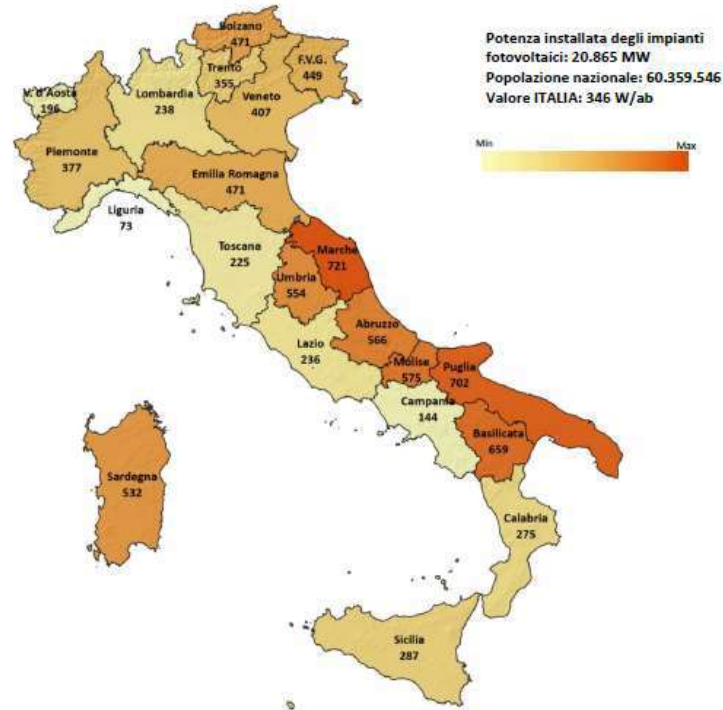 Potenza installata degli impianti
fotovoltaici: 20.865 MW
Popolazione nazionale: 60.359.546
Valore ITALIA: 346 W/ab
Min
Max
Bolzano
471
Trento
355
F.V.G.
449
V. d'Aosta
196
Lombardia
238
Veneto
407
Piemonte
377
Emilia Romagna
471
Liguria
73
Toscana
225
Marche
721
Umbria
554
Abruzzo
566
Lazio
236
Molise
575
Puglia
702
Campania
144
Basilicata
659
Sardegna
532
Calabria
275
Sicilia
287